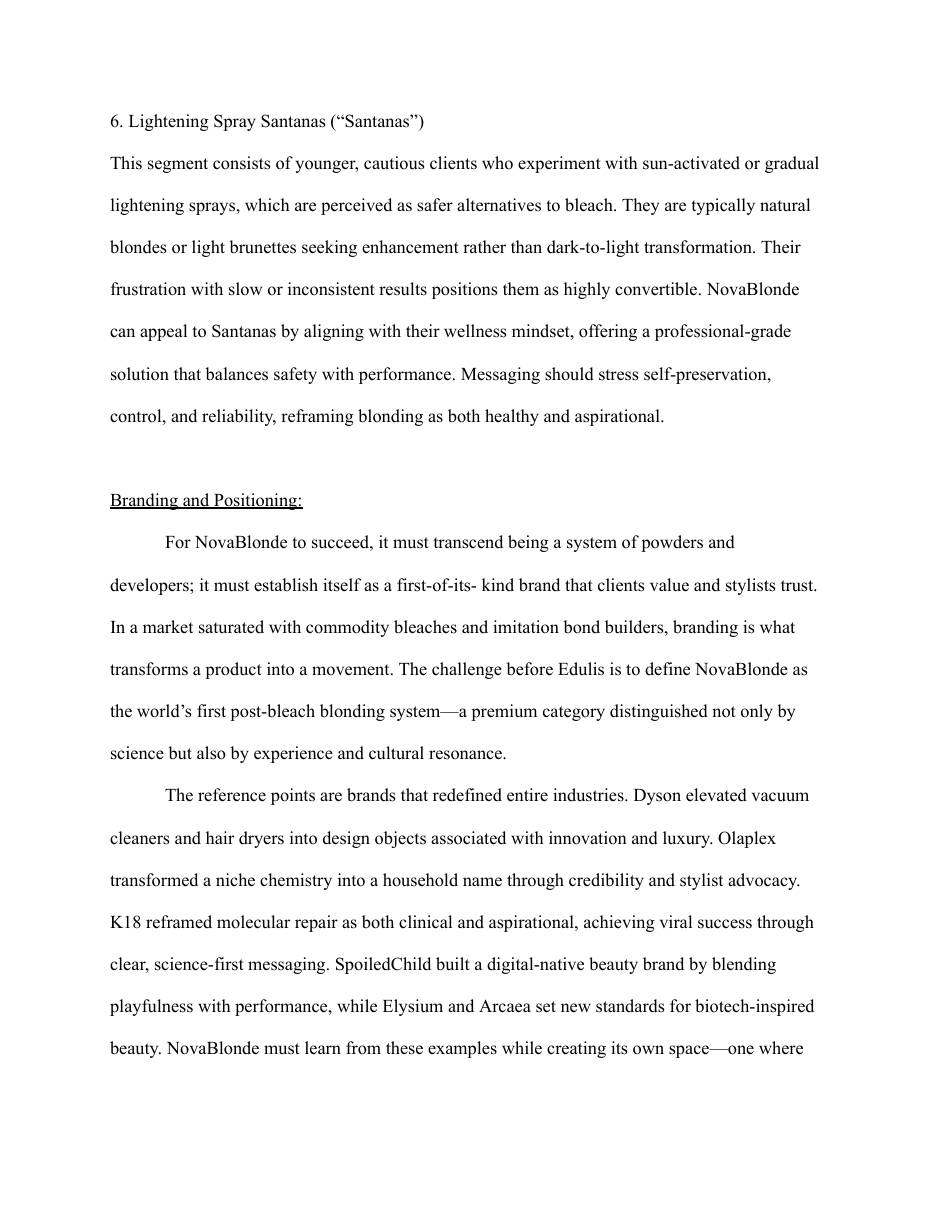 6. Lightening Spray Santanas (“Santanas”)
This segment consists of younger, cautious clients who experiment with sun-activated or gradual
lightening sprays, which are perceived as safer alternatives to bleach. They are typically natural
blondes or light brunettes seeking enhancement rather than dark-to-light transformation. Their
frustration with slow or inconsistent results positions them as highly convertible. NovaBlonde
can appeal to Santanas by aligning with their wellness mindset, offering a professional-grade
solution that balances safety with performance. Messaging should stress self-preservation,
control, and reliability, reframing blonding as both healthy and aspirational.
Branding and Positioning:
For NovaBlonde to succeed, it must transcend being a system of powders and
developers; it must establish itself as a first-of-its- kind brand that clients value and stylists trust.
In a market saturated with commodity bleaches and imitation bond builders, branding is what
transforms a product into a movement. The challenge before Edulis is to define NovaBlonde as
the world’s first post-bleach blonding system—a premium category distinguished not only by
science but also by experience and cultural resonance.
The reference points are brands that redefined entire industries. Dyson elevated vacuum
cleaners and hair dryers into design objects associated with innovation and luxury. Olaplex
transformed a niche chemistry into a household name through credibility and stylist advocacy.
K18 reframed molecular repair as both clinical and aspirational, achieving viral success through
clear, science-first messaging. SpoiledChild built a digital-native beauty brand by blending
playfulness with performance, while Elysium and Arcaea set new standards for biotech-inspired
beauty. NovaBlonde must learn from these examples while creating its own space—one where